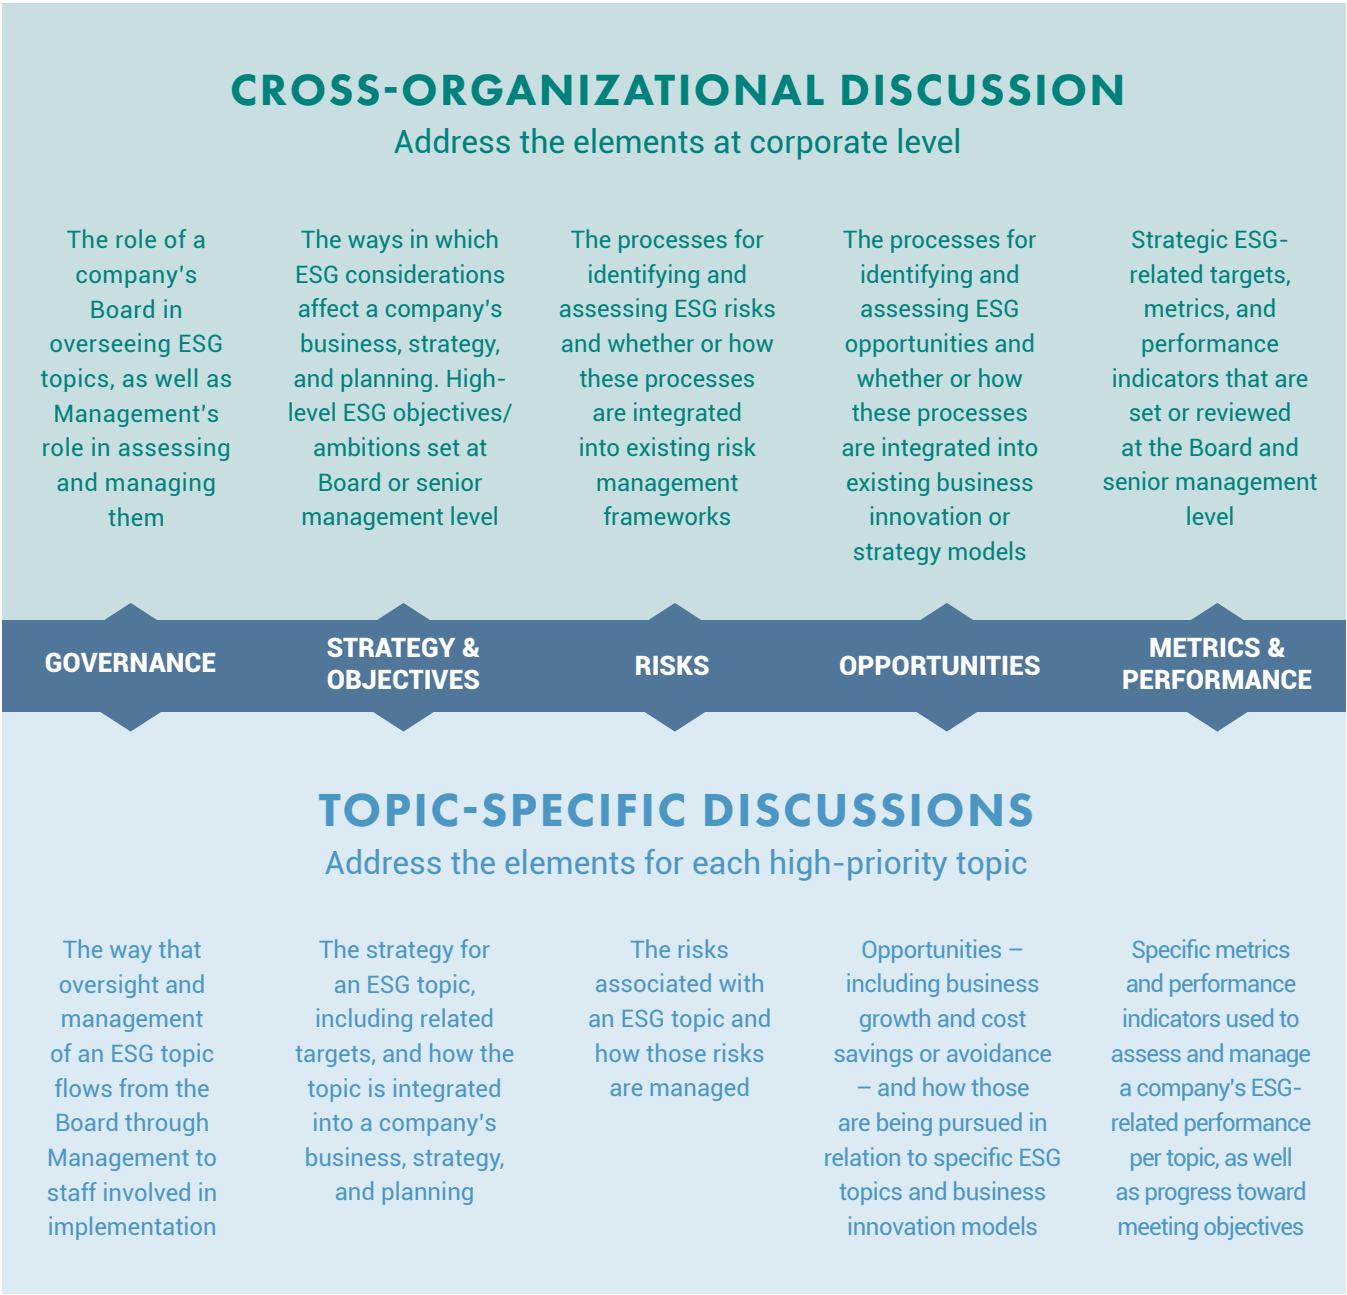 CROSS-ORGANIZATIONAL DISCUSSION
Address the elements at corporate level
The role of a
company's
Board in
overseeing ESG
topics, as well as
Management's
role in assessing
and managing
them
The ways in which
ESG considerations
affect a company's
business, strategy,
and planning. High-
level ESG objectives/
ambitions set at
Board or senior
management level
The processes for
identifying and
assessing ESG risks
and whether or how
these processes
are integrated
into existing risk
management
frameworks
The processes for
identifying and
assessing ESG
opportunities and
whether or how
these processes
are integrated into
existing business
innovation or
strategy models
Strategic ESG-
related targets,
metrics, and
performance
indicators that are
set or reviewed
at the Board and
senior management
level
GOVERNANCE
STRATEGY &
OBJECTIVES
RISKS
OPPORTUNITIES
METRICS &
PERFORMANCE
TOPIC-SPECIFIC DISCUSSIONS
Address the elements for each high-priority topic
The way that
oversight and
management
of an ESG topic
flows from the
Board through
Management to
staff involved in
implementation
The strategy for
an ESG topic,
including related
targets, and how the
topic is integrated
into a company's
business, strategy,
and planning
The risks
associated with
an ESG topic and
how those risks
are managed
Opportunities –
including business
growth and cost
savings or avoidance
– and how those
are being pursued in
relation to specific ESG
topics and business
innovation models
Specific metrics
and performance
indicators used to
assess and manage
a company's ESG-
related performance
per topic, as well
as progress toward
meeting objectives